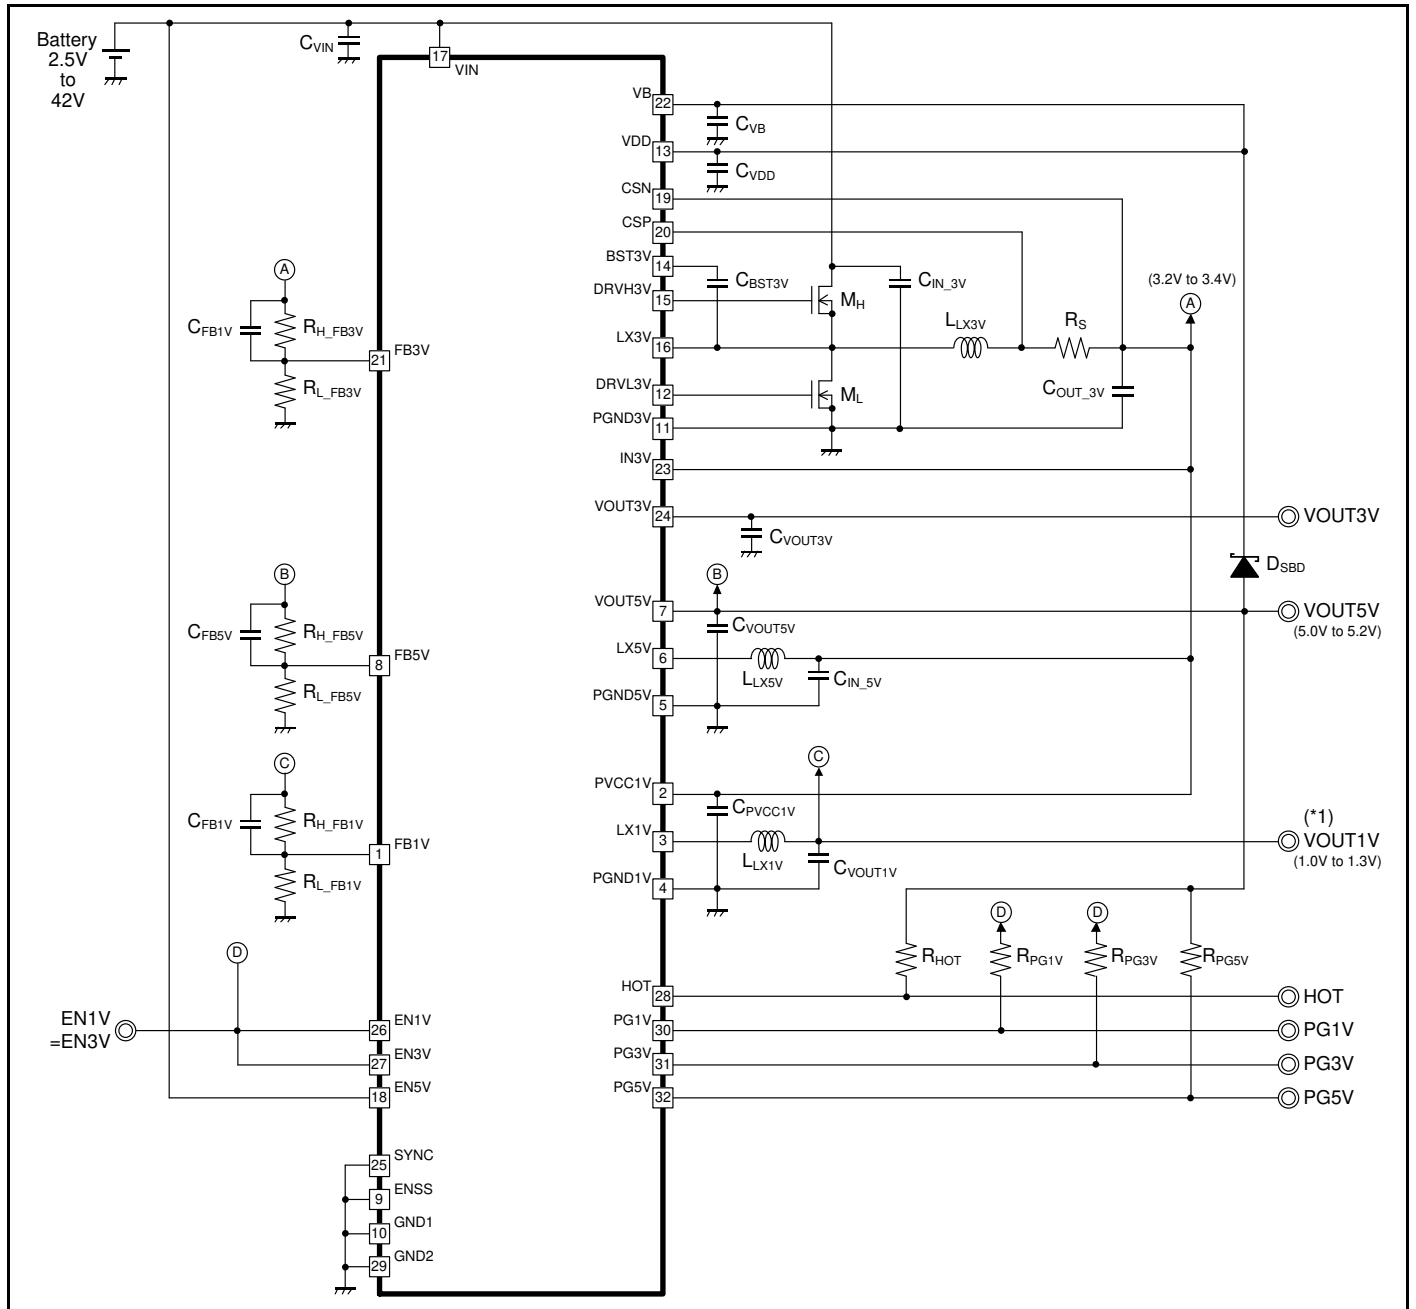 Battery
2.5V
to
42V
CVIN
17
VIN
VB
22
CVB
VDD
13
CVDD
CSN
19
CSP
20
BST3V
14
CBST3V
CIN_3V
(3.2V to 3.4V)
A
DRVH3V
15
MH
LX3V
16
LLX3V
RS
DRVL3V
12
ML
COUT_3V
PGND3V
11
IN3V
23
VOUT3V
24
CVOUT3V
VOUT3V
DSBD
B
VOUT5V
7
CVOUT5V
VOUT5V
(5.0V to 5.2V)
LX5V
6
LLX5V
CIN_5V
PGND5V
5
C
PVCC1V
2
CPVCC1V
LX1V
3
LLX1V
CVOUT1V
(*1)
VOUT1V
(1.0V to 1.3V)
PGND1V
4
D
D
RHOT
RPG1V
RPG3V
RPG5V
HOT
28
HOT
PG1V
30
PG1V
PG3V
31
PG3V
PG5V
32
PG5V
A
CFB1V
RH_FB3V
21
FB3V
RL_FB3V
B
CFB5V
RH_FB5V
8
FB5V
RL_FB5V
C
CFB1V
RH_FB1V
1
FB1V
RL_FB1V
D
EN1V
=EN3V
26
EN1V
27
EN3V
18
EN5V
25
SYNC
9
ENSS
10
GND1
29
GND2